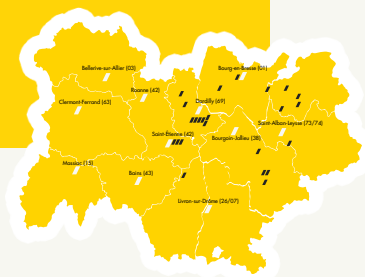 Bellerive-sur-Allier (03)
Bourg-en-Bresse (01)
Roanne (42)
Clermont-Ferrand (63)
Dardilly (69)
Saint-Alban-Leysse (73/74)
Saint-Étienne (42)
Bourgoin-Jallieu (38)
Massiac (15)
Bains (43)
Livron-sur-Drôme (26/07)